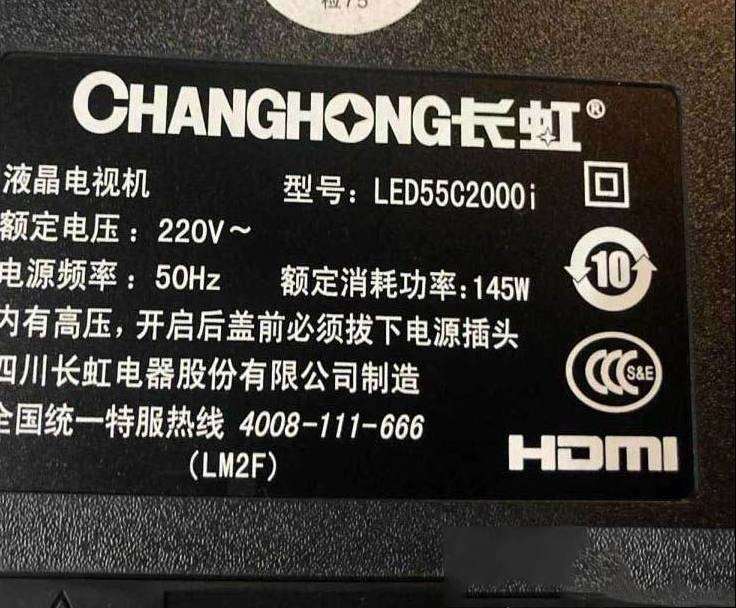 检75
CHANGHONG长虹®
液晶电视机 型号：LED55C2000i
额定电压：220V～
电源频率：50Hz 额定消耗功率：145W
内有高压，开启后盖前必须拔下电源插头
四川长虹电器股份有限公司制造
全国统一特服热线 4008-111-666
(LM2F)
10
CCC S&E
HDMI